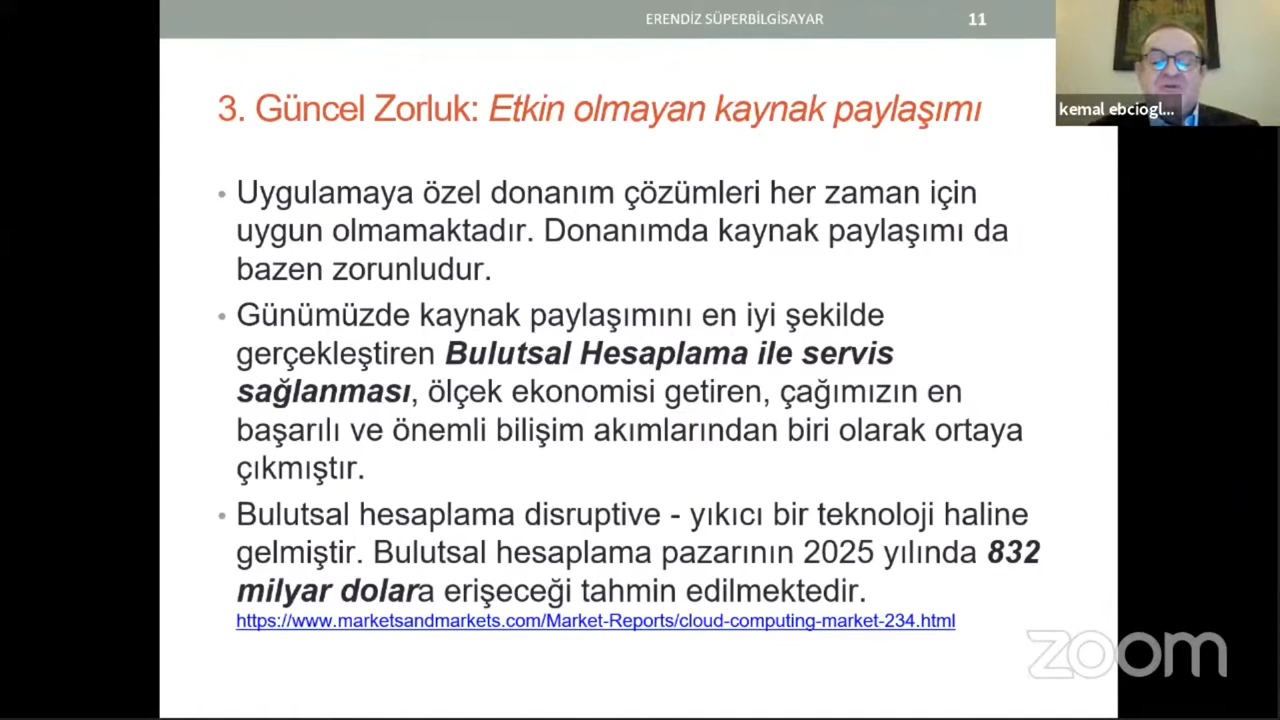 ERENDİZ SÜPERBİLGİSAYAR
11
3. Güncel Zorluk: Etkin olmayan kaynak paylaşımı
• Uygulamaya özel donanım çözümleri her zaman için
uygun olmamaktadır. Donanımda kaynak paylaşımı da
bazen zorunludur.
• Günümüzde kaynak paylaşımını en iyi şekilde
gerçekleştiren Bulutsal Hesaplama ile servis
sağlanması, ölçek ekonomisi getiren, çağımızın en
başarılı ve önemli bilişim akımlarından biri olarak ortaya
çıkmıştır.
• Bulutsal hesaplama disruptive - yıkıcı bir teknoloji haline
gelmiştir. Bulutsal hesaplama pazarının 2025 yılında 832
milyar dolara erişeceği tahmin edilmektedir.
https://www.marketsandmarkets.com/Market-Reports/cloud-computing-market-234.html
kemal ebciogl...
zoom